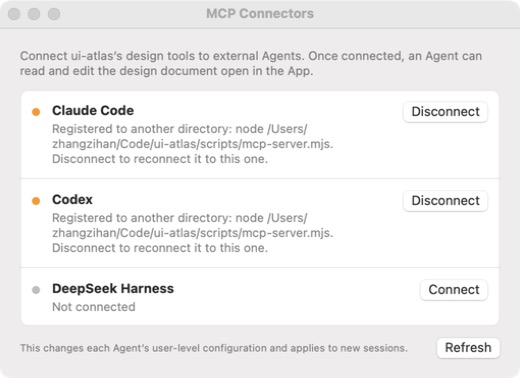 MCP Connectors
Connect ui-atlas's design tools to external Agents. Once connected, an Agent can
read and edit the design document open in the App.
Claude Code
Disconnect
Registered to another directory: node /Users/
zhangzihan/Code/ui-atlas/scripts/mcp-server.mjs.
Disconnect to reconnect it to this one.
Codex
Disconnect
Registered to another directory: node /Users/
zhangzihan/Code/ui-atlas/scripts/mcp-server.mjs.
Disconnect to reconnect it to this one.
DeepSeek Harness
Connect
Not connected
This changes each Agent's user-level configuration and applies to new sessions.
Refresh